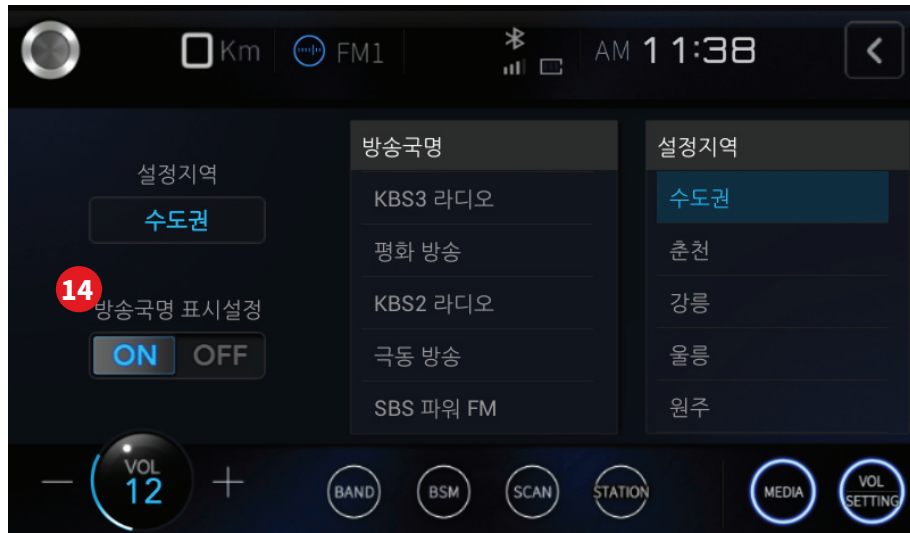 0 Km FM1 AM 11:38
설정지역
수도권
14
방송국명 표시설정
ON OFF
방송국명
KBS3 라디오
평화 방송
KBS2 라디오
극동 방송
SBS 파워 FM
설정지역
수도권
춘천
강릉
울릉
원주
VOL
12
BAND
BSM
SCAN
STATION
MEDIA
VOL
SETTING